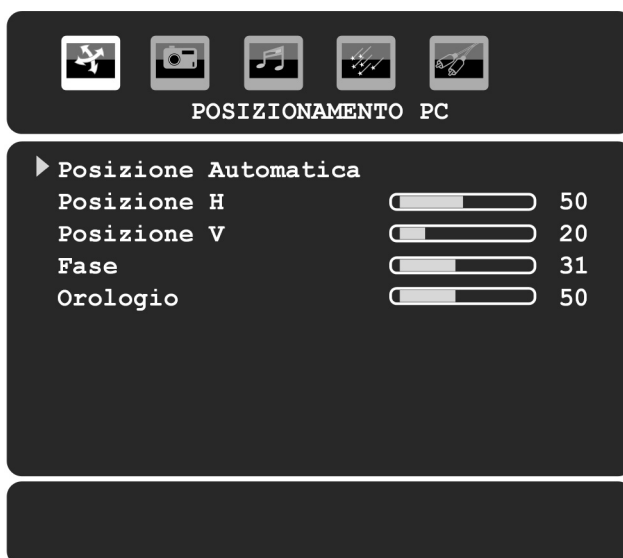 POSIZIONAMENTO PC
Posizione Automatica
Posizione H 50
Posizione V 20
Fase 31
Orologio 50